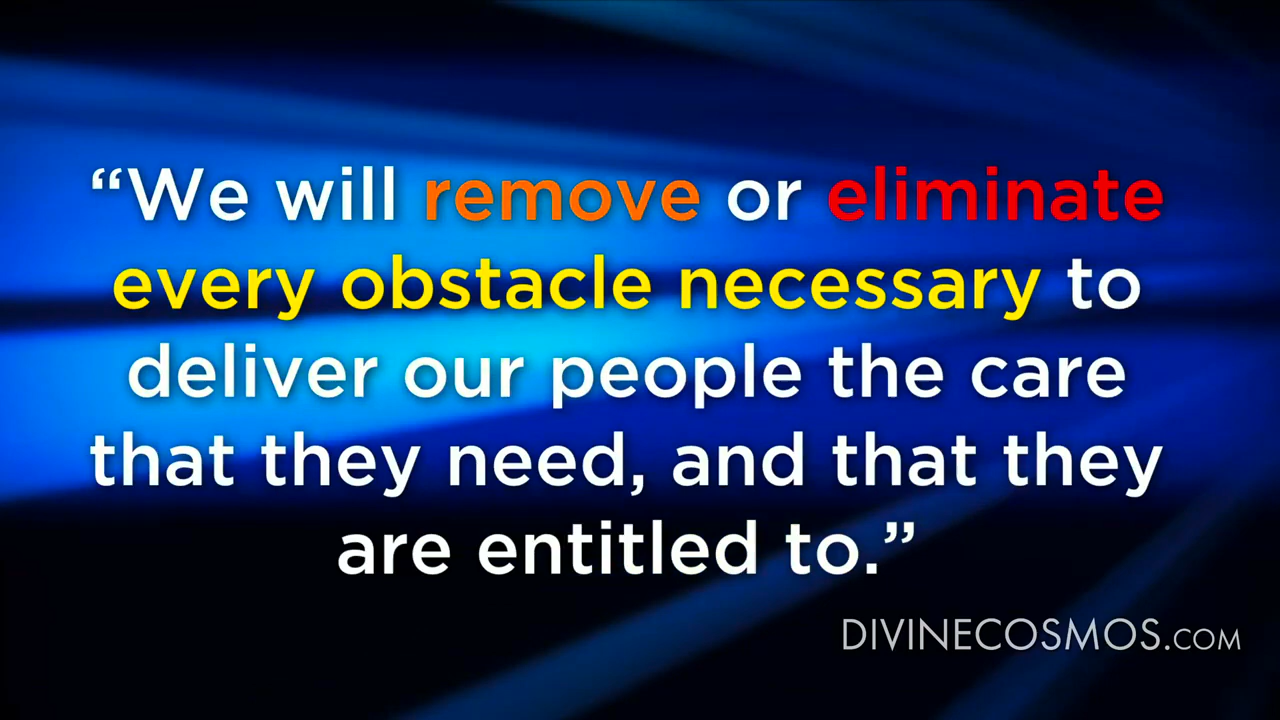 “We will remove or eliminate
every obstacle necessary to
deliver our people the care
that they need, and that they
are entitled to.”
DIVINECOSMOS.COM